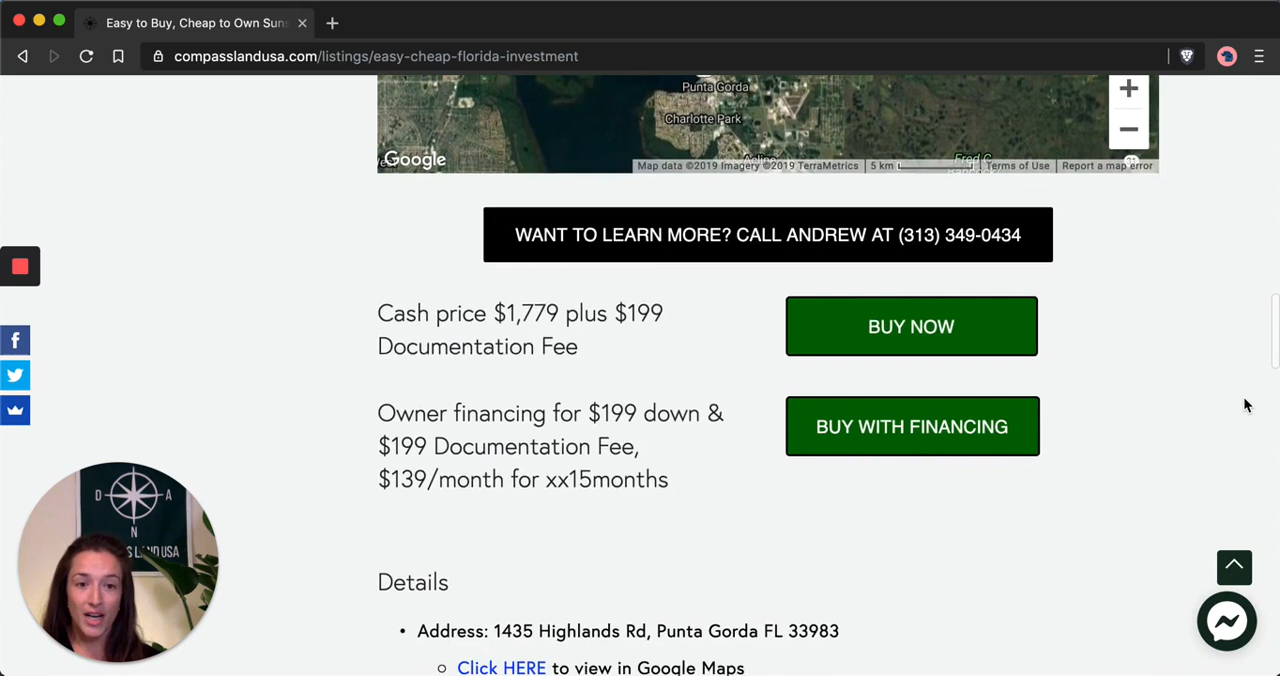 Easy to Buy, Cheap to Own Suns
compasslandusa.com/listings/easy-cheap-florida-investment
Punta Gorda
Charlotte Park
Google
Map data ©2019 Imagery ©2019 TerraMetrics
5 km
Terms of Use
Report a map error
WANT TO LEARN MORE? CALL ANDREW AT (313) 349-0434
Cash price $1,779 plus $199
Documentation Fee
BUY NOW
Owner financing for $199 down &
$199 Documentation Fee,
$139/month for xx15months
BUY WITH FINANCING
D A
N
S LAND USA
Details
• Address: 1435 Highlands Rd, Punta Gorda FL 33983
Click HERE to view in Google Maps